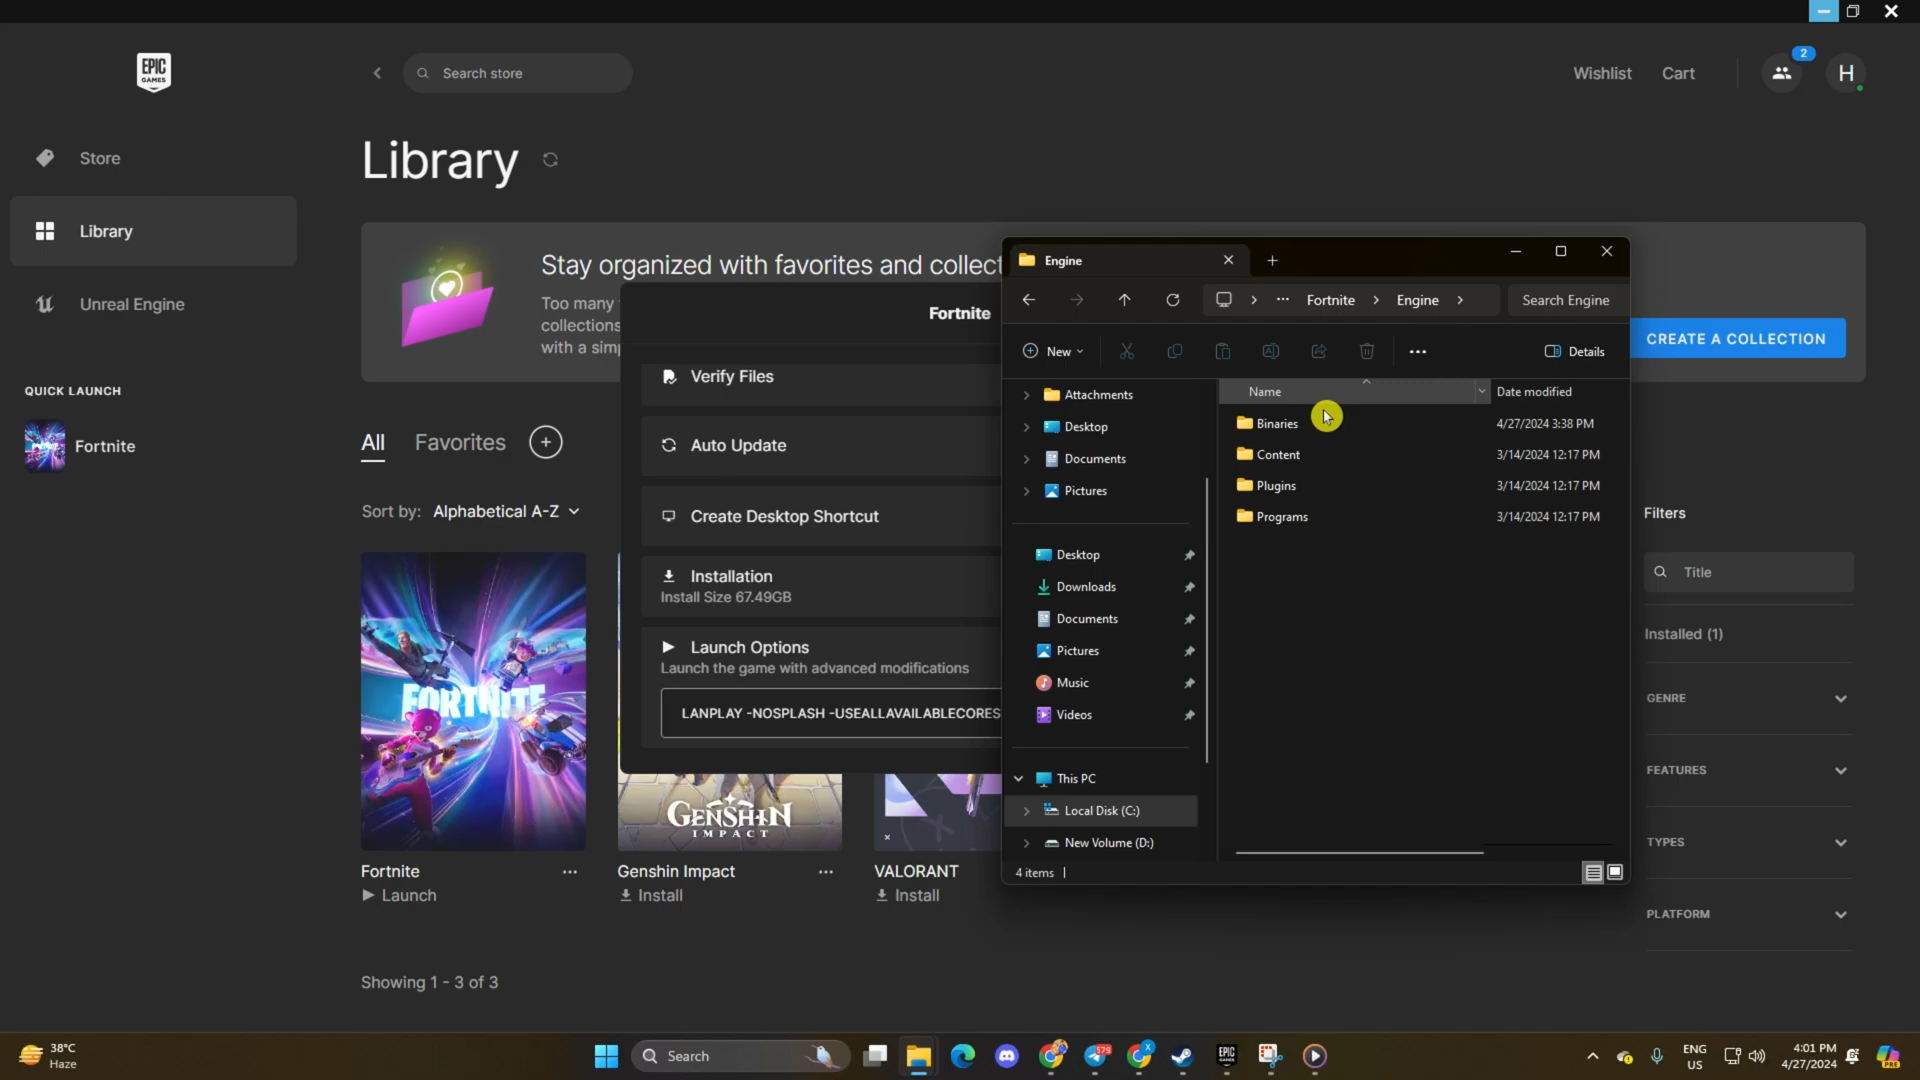 EPIC
GAMES
Search store
Wishlist
Cart
2
H
Store
Library
Unreal Engine
QUICK LAUNCH
Fortnite
Library
Stay organized with favorites and collect
Too many
collections
with a sim
CREATE A COLLECTION
All
Favorites
Sort by:
Alphabetical A-Z
FORTNITE
Fortnite
Launch
GENSHIN
IMPACT
Genshin Impact
Install
VALORANT
Install
Showing 1 - 3 of 3
Filters
Title
Installed (1)
GENRE
FEATURES
TYPES
PLATFORM
Fortnite
Verify Files
Auto Update
Create Desktop Shortcut
Installation
Install Size 67.49GB
Launch Options
Launch the game with advanced modifications
LANPLAY -NOSPLASH -USEALLAVAILABLECORES
Engine
Fortnite
Engine
Search Engine
New
Details
Attachments
Desktop
Documents
Pictures
Desktop
Downloads
Documents
Pictures
Music
Videos
This PC
Local Disk (C:)
New Volume (D:)
Name
Date modified
Binaries
4/27/2024 3:38 PM
Content
3/14/2024 12:17 PM
Plugins
3/14/2024 12:17 PM
Programs
3/14/2024 12:17 PM
4 items
38°C
Haze
Search
579
X
EPIC
GAMES
ENG
US
4:01 PM
4/27/2024
PRE